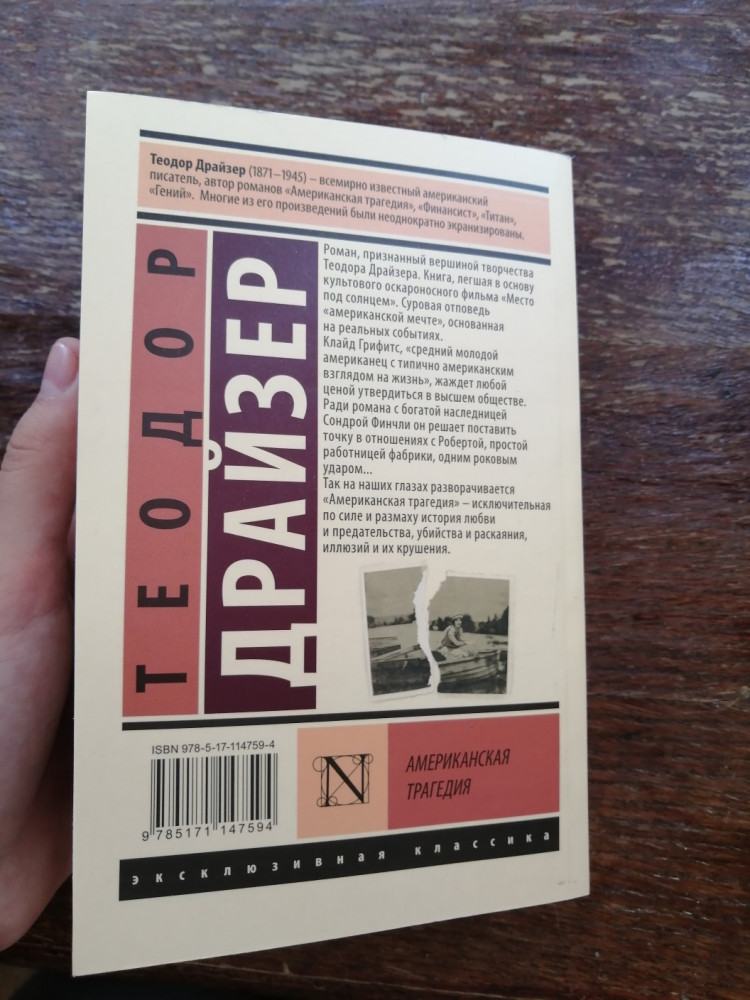 Теодор Драйзер (1871–1945) – всемирно известный американский
писатель, автор романов «Американская трагедия», «Финансист», «Титан»,
«Гений». Многие из его произведений были неоднократно экранизированы.
ТЕОДОР
ДРАЙЗЕР
Роман, признанный вершиной творчества
Теодора Драйзера. Книга, легшая в основу
культового оскароносного фильма «Место
под солнцем». Суровая отповедь
«американской мечте», основанная
на реальных событиях.
Клайд Грифитс, «средний молодой
американец с типично американским
взглядом на жизнь», жаждет любой
ценой утвердиться в высшем обществе.
Ради романа с богатой наследницей
Сондрой Финчли он решает поставить
точку в отношениях с Робертой, простой
работницей фабрики, одним роковым
ударом...
Так на наших глазах разворачивается
«Американская трагедия» – исключительная
по силе и размаху история любви
и предательства, убийства и раскаяния,
иллюзий и их крушения.
ISBN 978-5-17-114759-4
9 785171 147594
N
АМЕРИКАНСКАЯ
ТРАГЕДИЯ
эксклюзивная классика